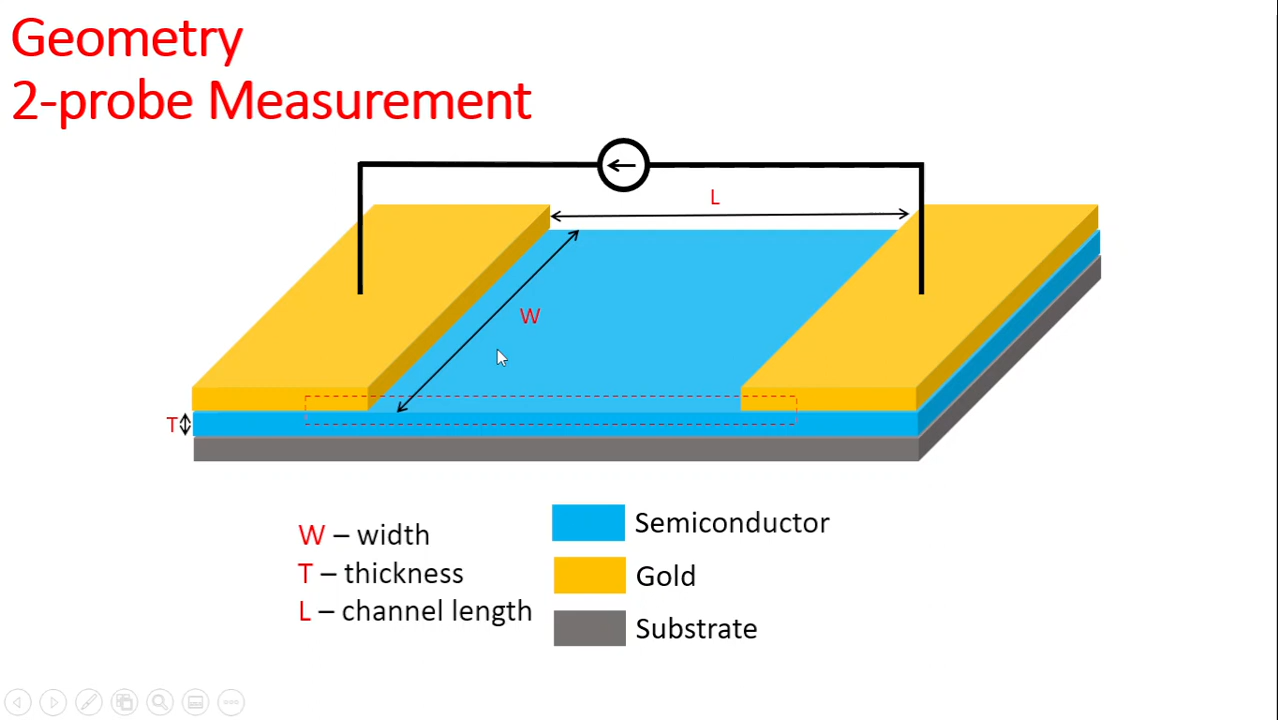 Geometry
2-probe Measurement
L
W
T
W – width
T – thickness
L – channel length
Semiconductor
Gold
Substrate